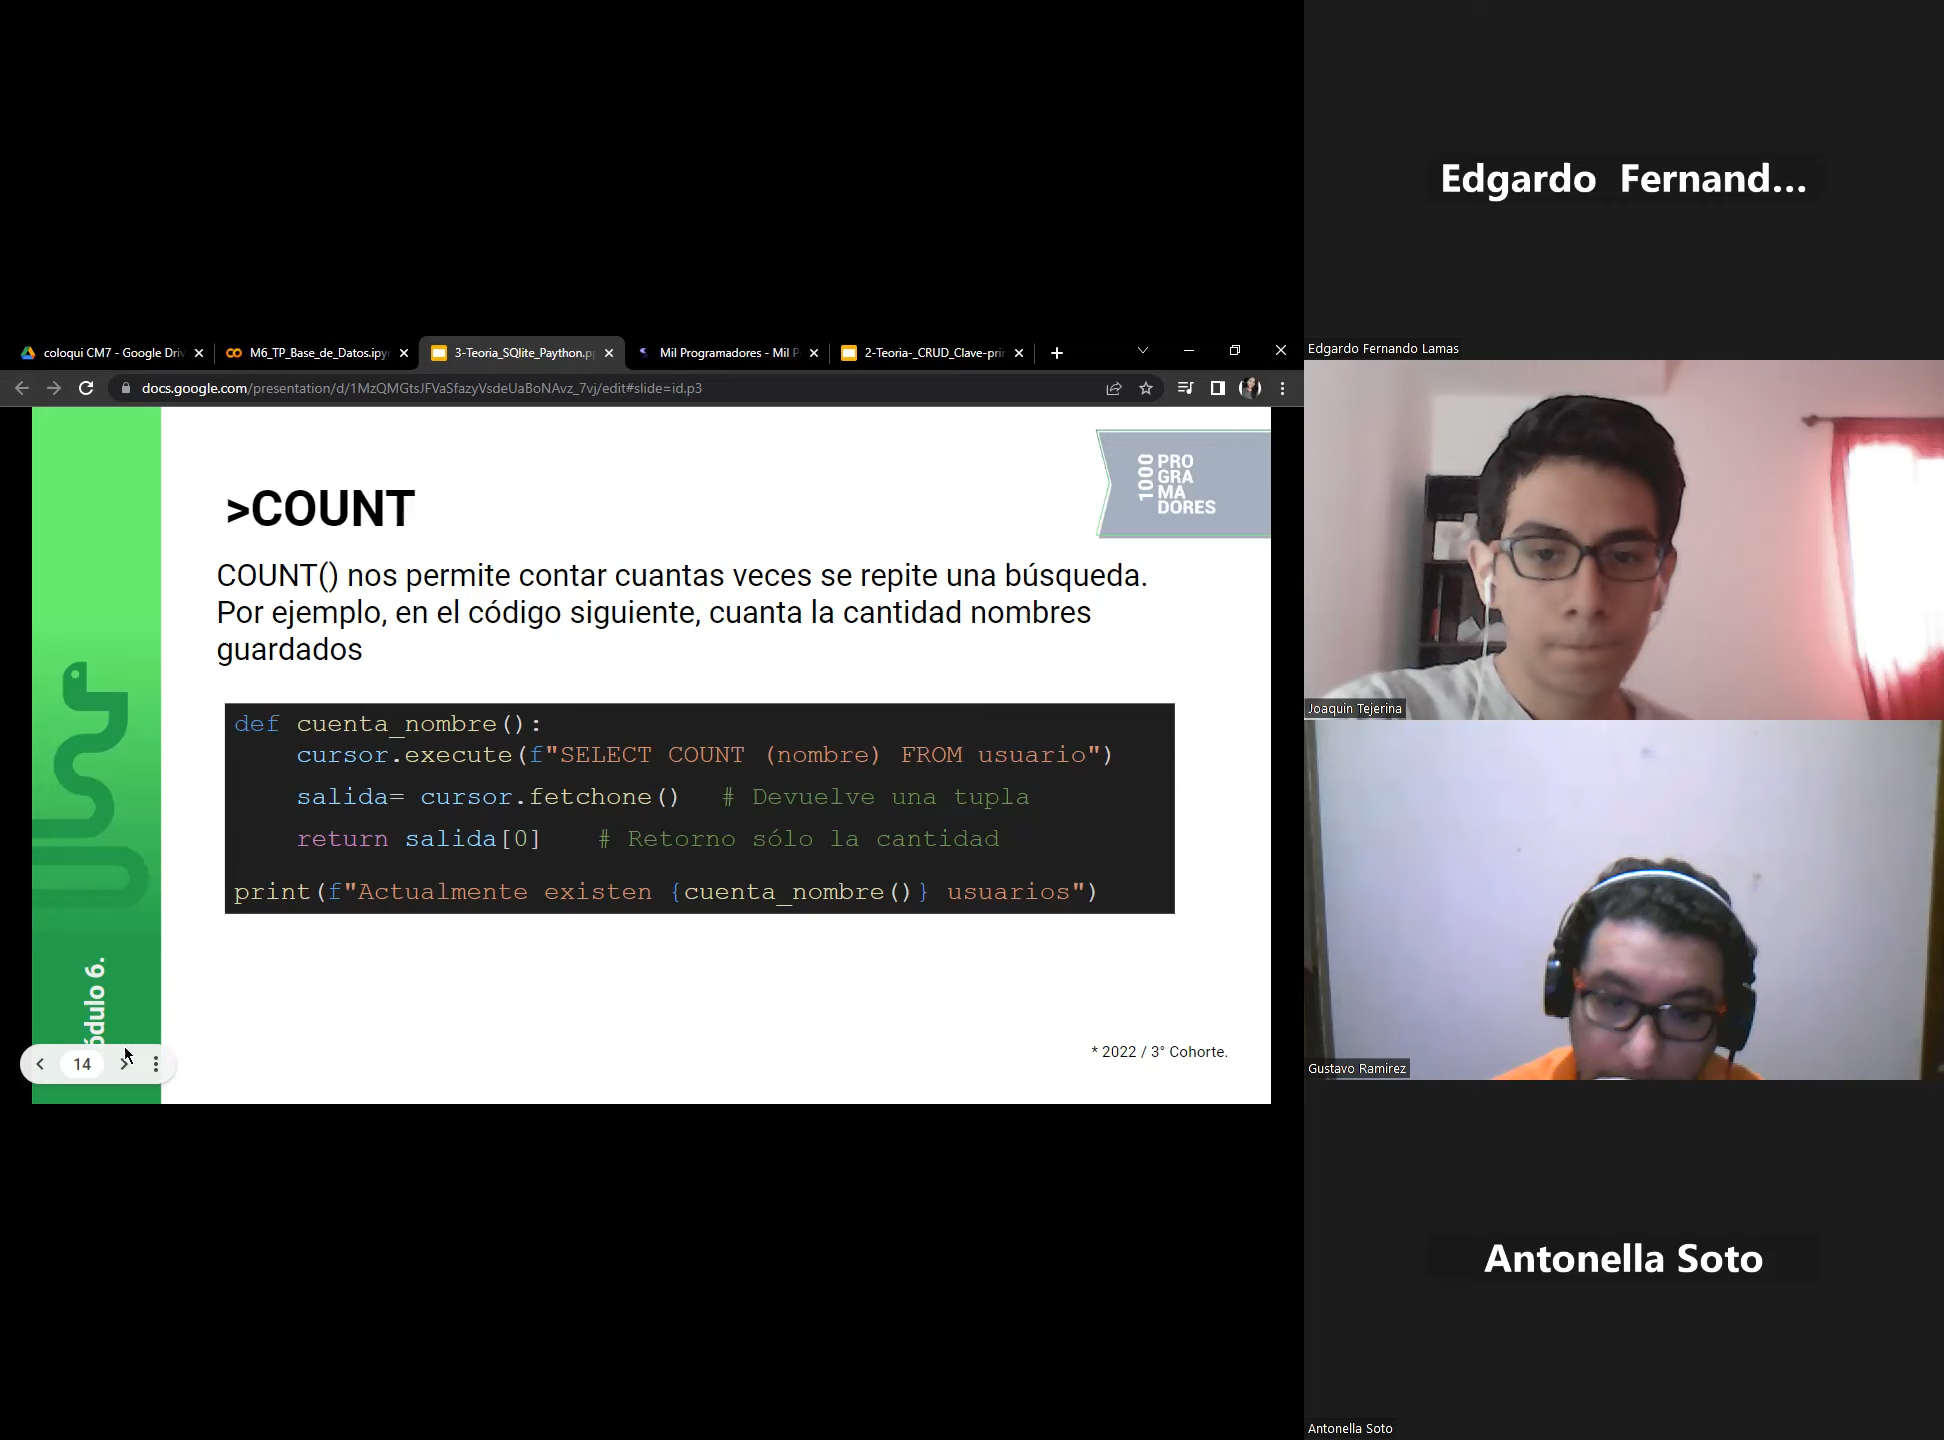 coloqui CM7 - Google Dri
M6_TP_Base_de_Datos.ipy
3-Teoria_SQlite_Paython.p
Mil Programadores - Mil P
2-Teoria-_CRUD_Clave-pri
docs.google.com/presentation/d/1MzQMGtsJFVaSfazyVsdeUaBoNAvz_7vj/edit#slide=id.p3
1000
PRO
GRA
MA
DORES
>COUNT
COUNT() nos permite contar cuantas veces se repite una búsqueda.
Por ejemplo, en el código siguiente, cuanta la cantidad nombres
guardados
def cuenta_nombre():
cursor.execute(f"SELECT COUNT (nombre) FROM usuario")
salida= cursor.fetchone() # Devuelve una tupla
return salida[0] # Retorno sólo la cantidad
print(f"Actualmente existen {cuenta_nombre()} usuarios")
ódulo 6.
14
* 2022 / 3° Cohorte.
Edgardo Fernand...
Edgardo Fernando Lamas
Joaquin Tejerina
Gustavo Ramirez
Antonella Soto
Antonella Soto